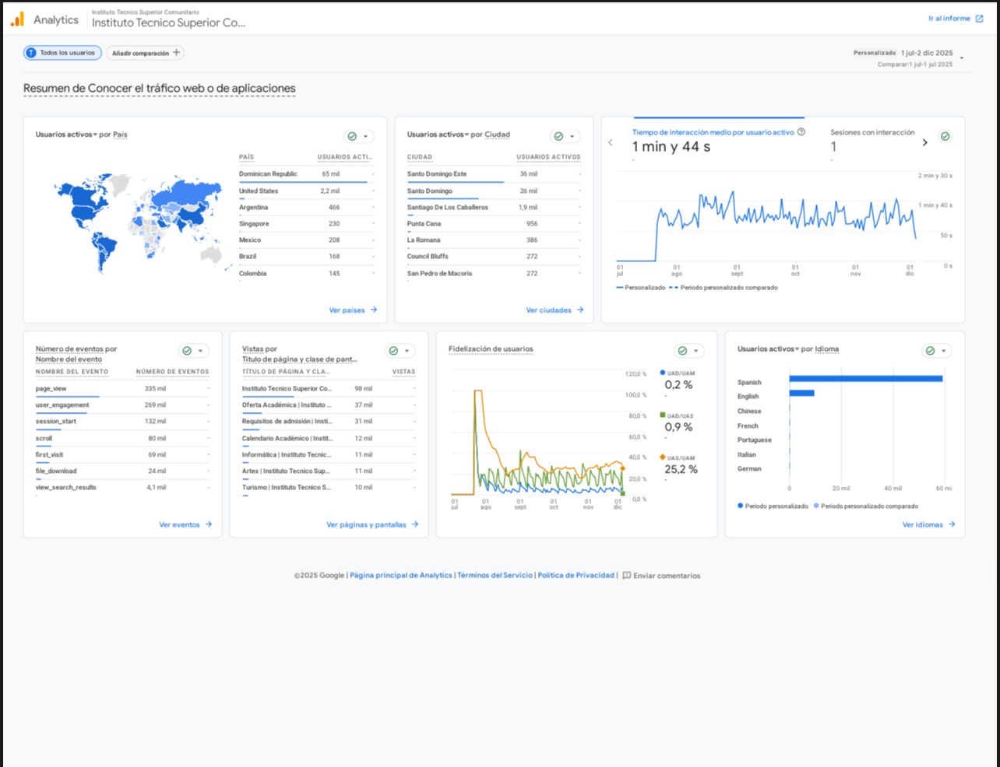 Analytics
Instituto Tecnico Superior Comunitario
Instituto Tecnico Superior Co...
Ir al informe
T Todos los usuarios
Añadir comparación
Personalizado 1 jul-2 dic 2025
Comparar:1 jul-1 jul 2025
Resumen de Conocer el tráfico web o de aplicaciones
Usuarios activos por País
PAÍS USUARIOS ACTI...
Dominican Republic 65 mil -
United States 2,2 mil -
Argentina 466 -
Singapore 230 -
Mexico 208 -
Brazil 168 -
Colombia 145 -
Ver países
Usuarios activos por Ciudad
CIUDAD USUARIOS ACTIVOS
Santo Domingo Este 36 mil -
Santo Domingo 26 mil -
Santiago De Los Caballeros 1,9 mil -
Punta Cana 956 -
La Romana 386 -
Council Bluffs 272 -
San Pedro de Macoris 272 -
Ver ciudades
Tiempo de interacción medio por usuario activo
1 min y 44 s
-
Sesiones con interacción
1
-
2 min y 30 s
1 min y 40 s
50 s
0 s
01 jul
01 ago
01 sept
01 oct
01 nov
01 dic
Personalizado Periodo personalizado comparado
Número de eventos por
Nombre del evento
NOMBRE DEL EVENTO NÚMERO DE EVENTOS
page_view 335 mil -
user_engagement 269 mil -
session_start 132 mil -
scroll 80 mil -
first_visit 69 mil -
file_download 24 mil -
view_search_results 4,1 mil -
Ver eventos
Vistas por
Título de página y clase de pant...
TÍTULO DE PÁGINA Y CLA... VISTAS
Instituto Tecnico Superior Co... 98 mil -
Oferta Académica | Instituto ... 37 mil -
Requisitos de admisión | Insti... 31 mil -
Calendario Académico | Instit... 12 mil -
Informática | Instituto Tecnic... 11 mil -
Artes | Instituto Tecnico Sup... 11 mil -
Turismo | Instituto Tecnico S... 10 mil -
Ver páginas y pantallas
Fidelización de usuarios
120,0 %
100,0 %
80,0 %
60,0 %
40,0 %
20,0 %
0,0 %
01 jul
01 ago
01 sept
01 oct
01 nov
01 dic
UAD/UAM
0,2 %
-
UAD/UAS
0,9 %
-
UAS/UAM
25,2 %
-
Usuarios activos por Idioma
Spanish
English
Chinese
French
Portuguese
Italian
German
0 20 mil 40 mil 60 mi
Periodo personalizado Periodo personalizado comparado
Ver idiomas
©2025 Google | Página principal de Analytics | Términos del Servicio | Política de Privacidad | Enviar comentarios